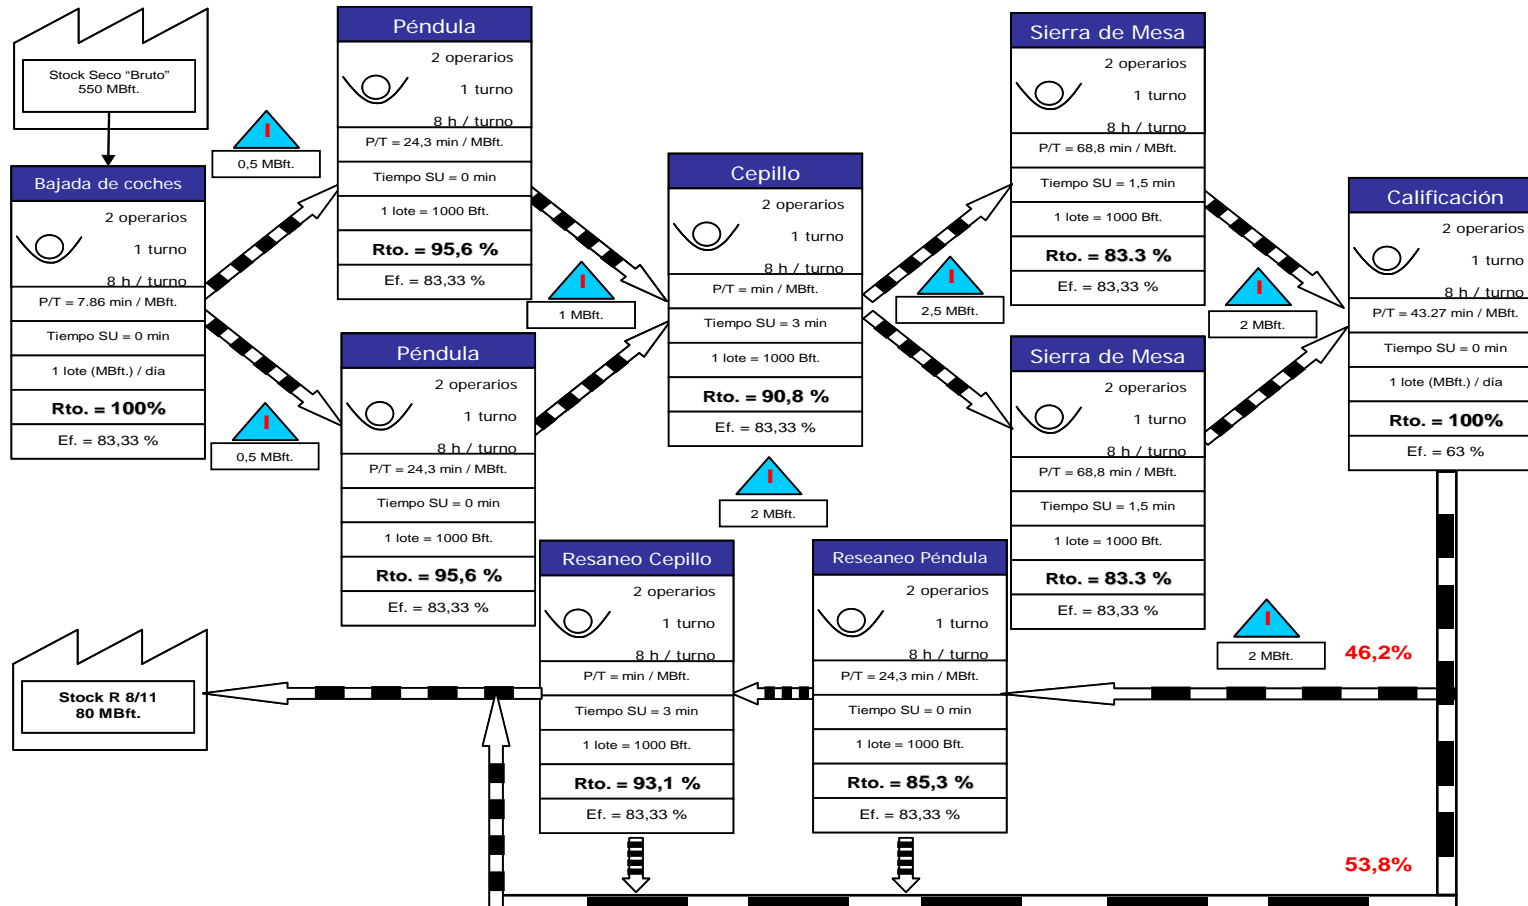 Stock Seco “Bruto”
550 MBft.
Bajada de coches
2 operarios
1 turno
8 h / turno
P/T = 7.86 min / MBft.
Tiempo SU = 0 min
1 lote (MBft.) / día
Rto. = 100%
Ef. = 83,33 %
I
0,5 MBft.
I
0,5 MBft.
Péndula
2 operarios
1 turno
8 h / turno
P/T = 24,3 min / MBft.
Tiempo SU = 0 min
1 lote = 1000 Bft.
Rto. = 95,6 %
Ef. = 83,33 %
Péndula
2 operarios
1 turno
8 h / turno
P/T = 24,3 min / MBft.
Tiempo SU = 0 min
1 lote = 1000 Bft.
Rto. = 95,6 %
Ef. = 83,33 %
I
1 MBft.
Cepillo
2 operarios
1 turno
8 h / turno
P/T = min / MBft.
Tiempo SU = 3 min
1 lote = 1000 Bft.
Rto. = 90,8 %
Ef. = 83,33 %
I
2,5 MBft.
Sierra de Mesa
2 operarios
1 turno
8 h / turno
P/T = 68,8 min / MBft.
Tiempo SU = 1,5 min
1 lote = 1000 Bft.
Rto. = 83.3 %
Ef. = 83,33 %
Sierra de Mesa
2 operarios
1 turno
8 h / turno
P/T = 68,8 min / MBft.
Tiempo SU = 1,5 min
1 lote = 1000 Bft.
Rto. = 83.3 %
Ef. = 83,33 %
I
2 MBft.
Calificación
2 operarios
1 turno
8 h / turno
P/T = 43.27 min / MBft.
Tiempo SU = 0 min
1 lote (MBft.) / día
Rto. = 100%
Ef. = 63 %
I
2 MBft.
46,2%
53,8%
Reseaneo Péndula
2 operarios
1 turno
8 h / turno
P/T = 24,3 min / MBft.
Tiempo SU = 0 min
1 lote = 1000 Bft.
Rto. = 85,3 %
Ef. = 83,33 %
I
2 MBft.
Resaneo Cepillo
2 operarios
1 turno
8 h / turno
P/T = min / MBft.
Tiempo SU = 3 min
1 lote = 1000 Bft.
Rto. = 93,1 %
Ef. = 83,33 %
Stock R 8/11
80 MBft.